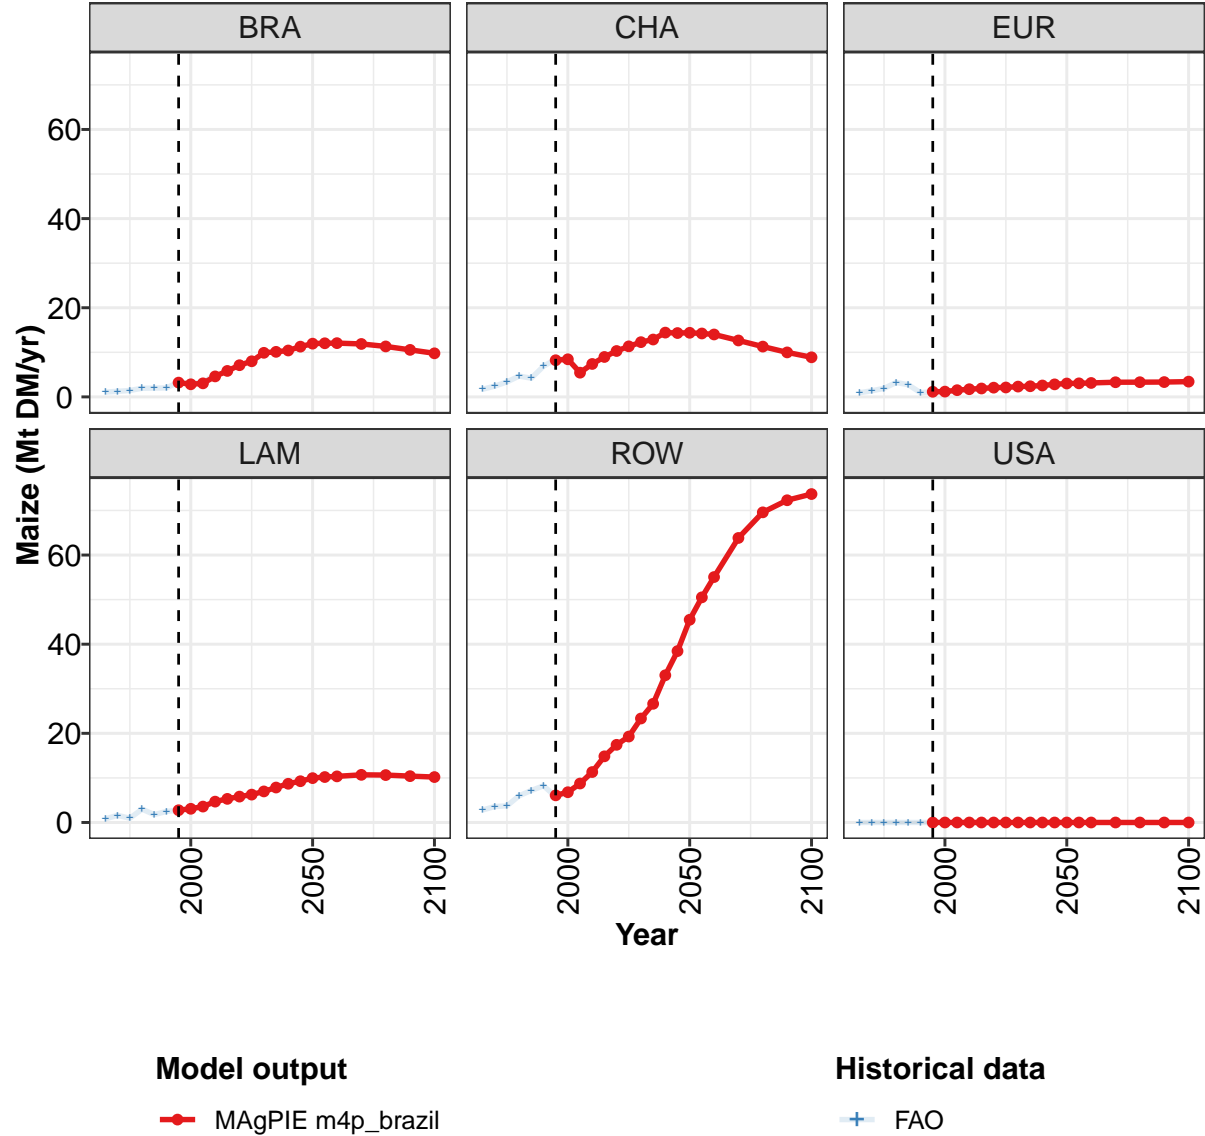 BRA CHA EUR
60
40
20
0
LAM ROW USA
60
40
20
0
Maize (Mt DM/yr)
2000 2050 2100 2000 2050 2100 2000 2050 2100
Year
Model output Historical data
MAgPIE m4p_brazil FAO